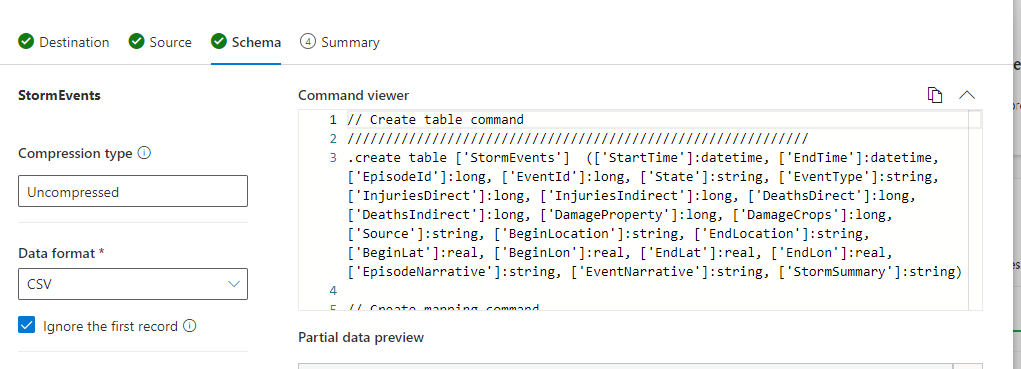 Destination Source Schema 4 Summary
StormEvents
Compression type
Uncompressed
Data format *
CSV
Ignore the first record
Command viewer
1 // Create table command
2 ////////////////////////////////////////////////////////////
3 .create table ['StormEvents']  (['StartTime']:datetime, ['EndTime']:datetime,
['EpisodeId']:long, ['EventId']:long, ['State']:string, ['EventType']:string,
['InjuriesDirect']:long, ['InjuriesIndirect']:long, ['DeathsDirect']:long,
['DeathsIndirect']:long, ['DamageProperty']:long, ['DamageCrops']:long,
['Source']:string, ['BeginLocation']:string, ['EndLocation']:string,
['BeginLat']:real, ['BeginLon']:real, ['EndLat']:real, ['EndLon']:real,
['EpisodeNarrative']:string, ['EventNarrative']:string, ['StormSummary']:string)
4
5 // Create mapping command
Partial data preview